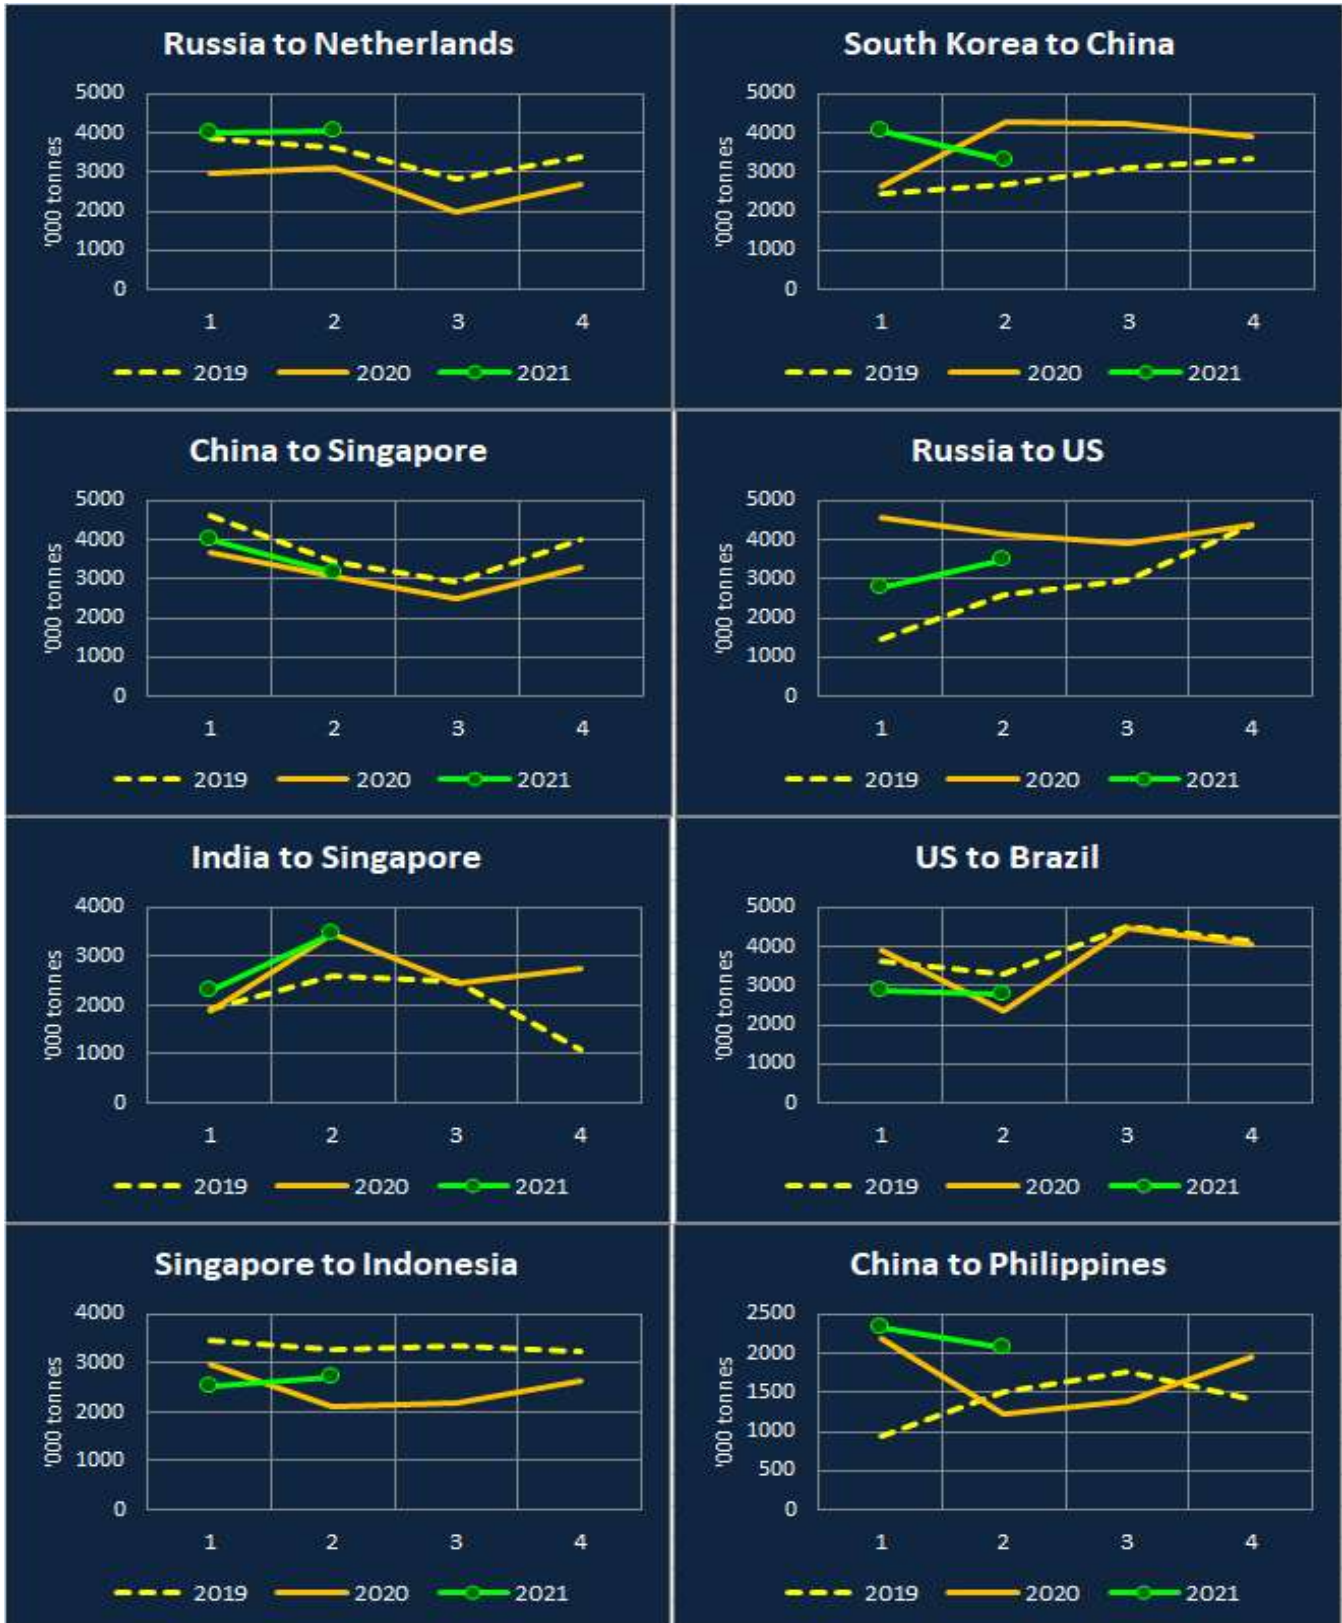 Russia to Netherlands
'000 tonnes
5000
4000
3000
2000
1000
0
1 2 3 4
2019 2020 2021
South Korea to China
'000 tonnes
5000
4000
3000
2000
1000
0
1 2 3 4
2019 2020 2021
China to Singapore
'000 tonnes
5000
4000
3000
2000
1000
0
1 2 3 4
2019 2020 2021
Russia to US
'000 tonnes
5000
4000
3000
2000
1000
0
1 2 3 4
2019 2020 2021
India to Singapore
'000 tonnes
4000
3000
2000
1000
0
1 2 3 4
2019 2020 2021
US to Brazil
'000 tonnes
5000
4000
3000
2000
1000
0
1 2 3 4
2019 2020 2021
Singapore to Indonesia
'000 tonnes
4000
3000
2000
1000
0
1 2 3 4
2019 2020 2021
China to Philippines
'000 tonnes
2500
2000
1500
1000
500
0
1 2 3 4
2019 2020 2021